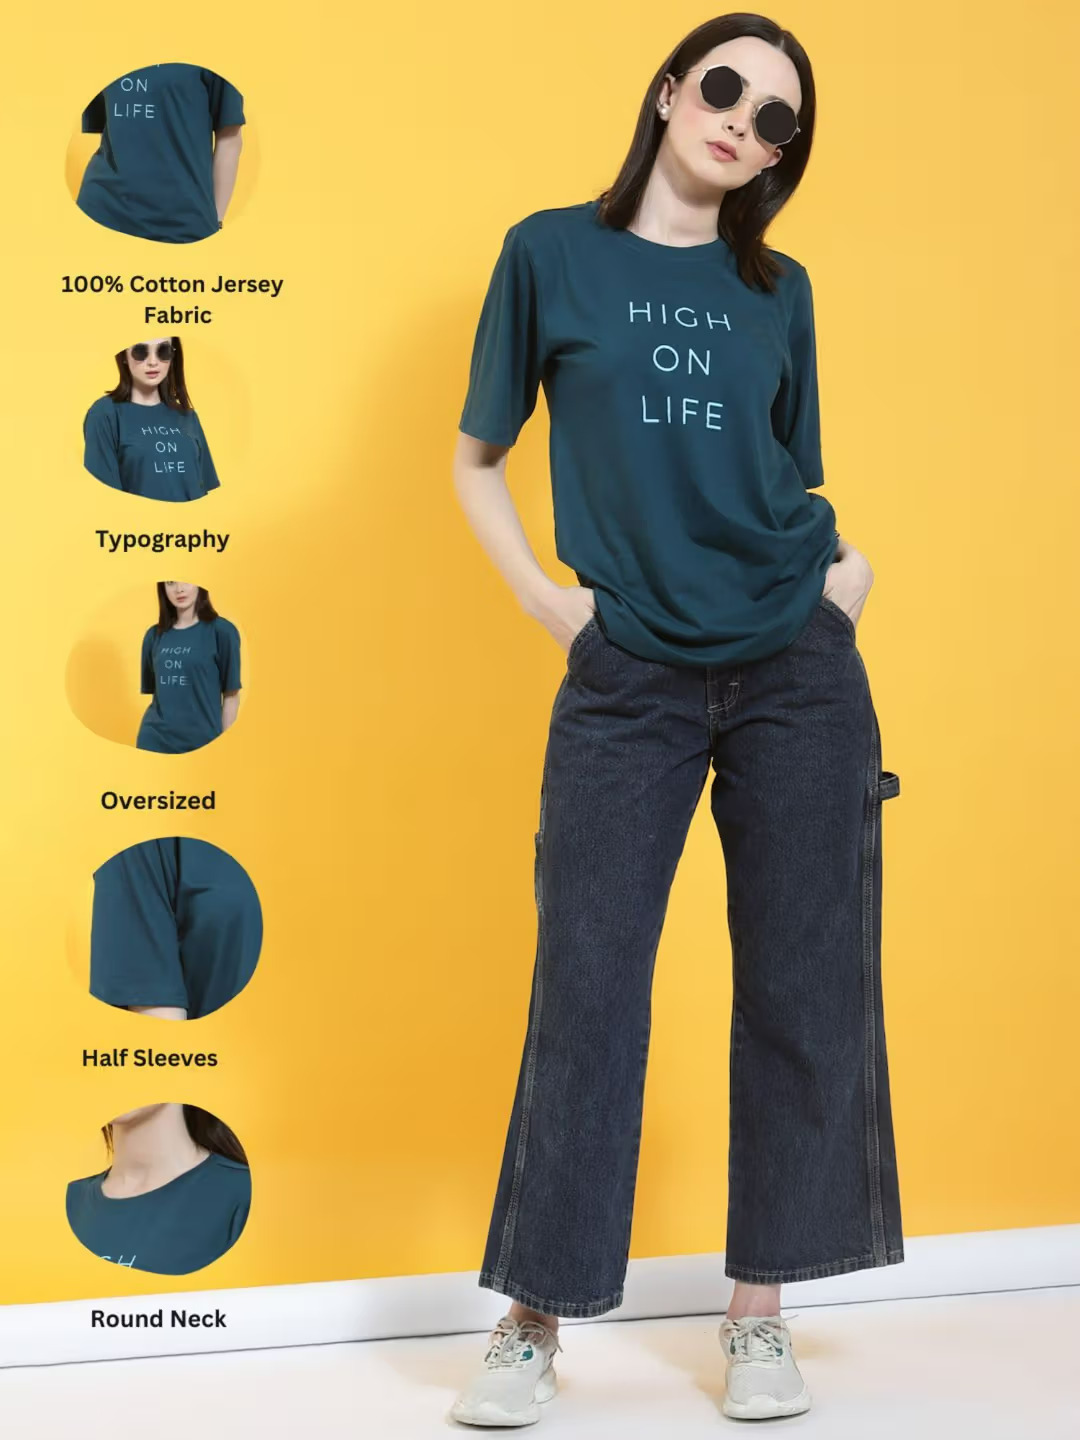 ON
LIFE
100% Cotton Jersey
Fabric
HIGH
ON
LIFE
Typography
HIGH
ON
LIFE
Oversized
Half Sleeves
GH
Round Neck
HIGH
ON
LIFE